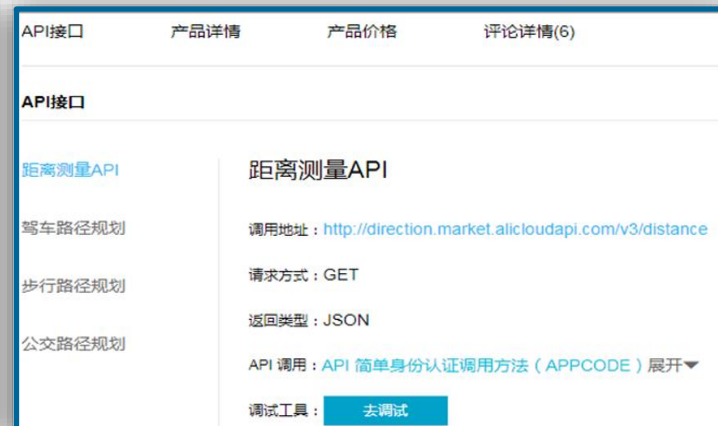 API接口 产品详情 产品价格 评论详情(6)
API接口
距离测量API
驾车路径规划
步行路径规划
公交路径规划
距离测量API
调用地址：http://direction.market.alicloudapi.com/v3/distance
请求方式：GET
返回类型：JSON
API 调用：API 简单身份认证调用方法（APPCODE）展开▼
调试工具： 去调试